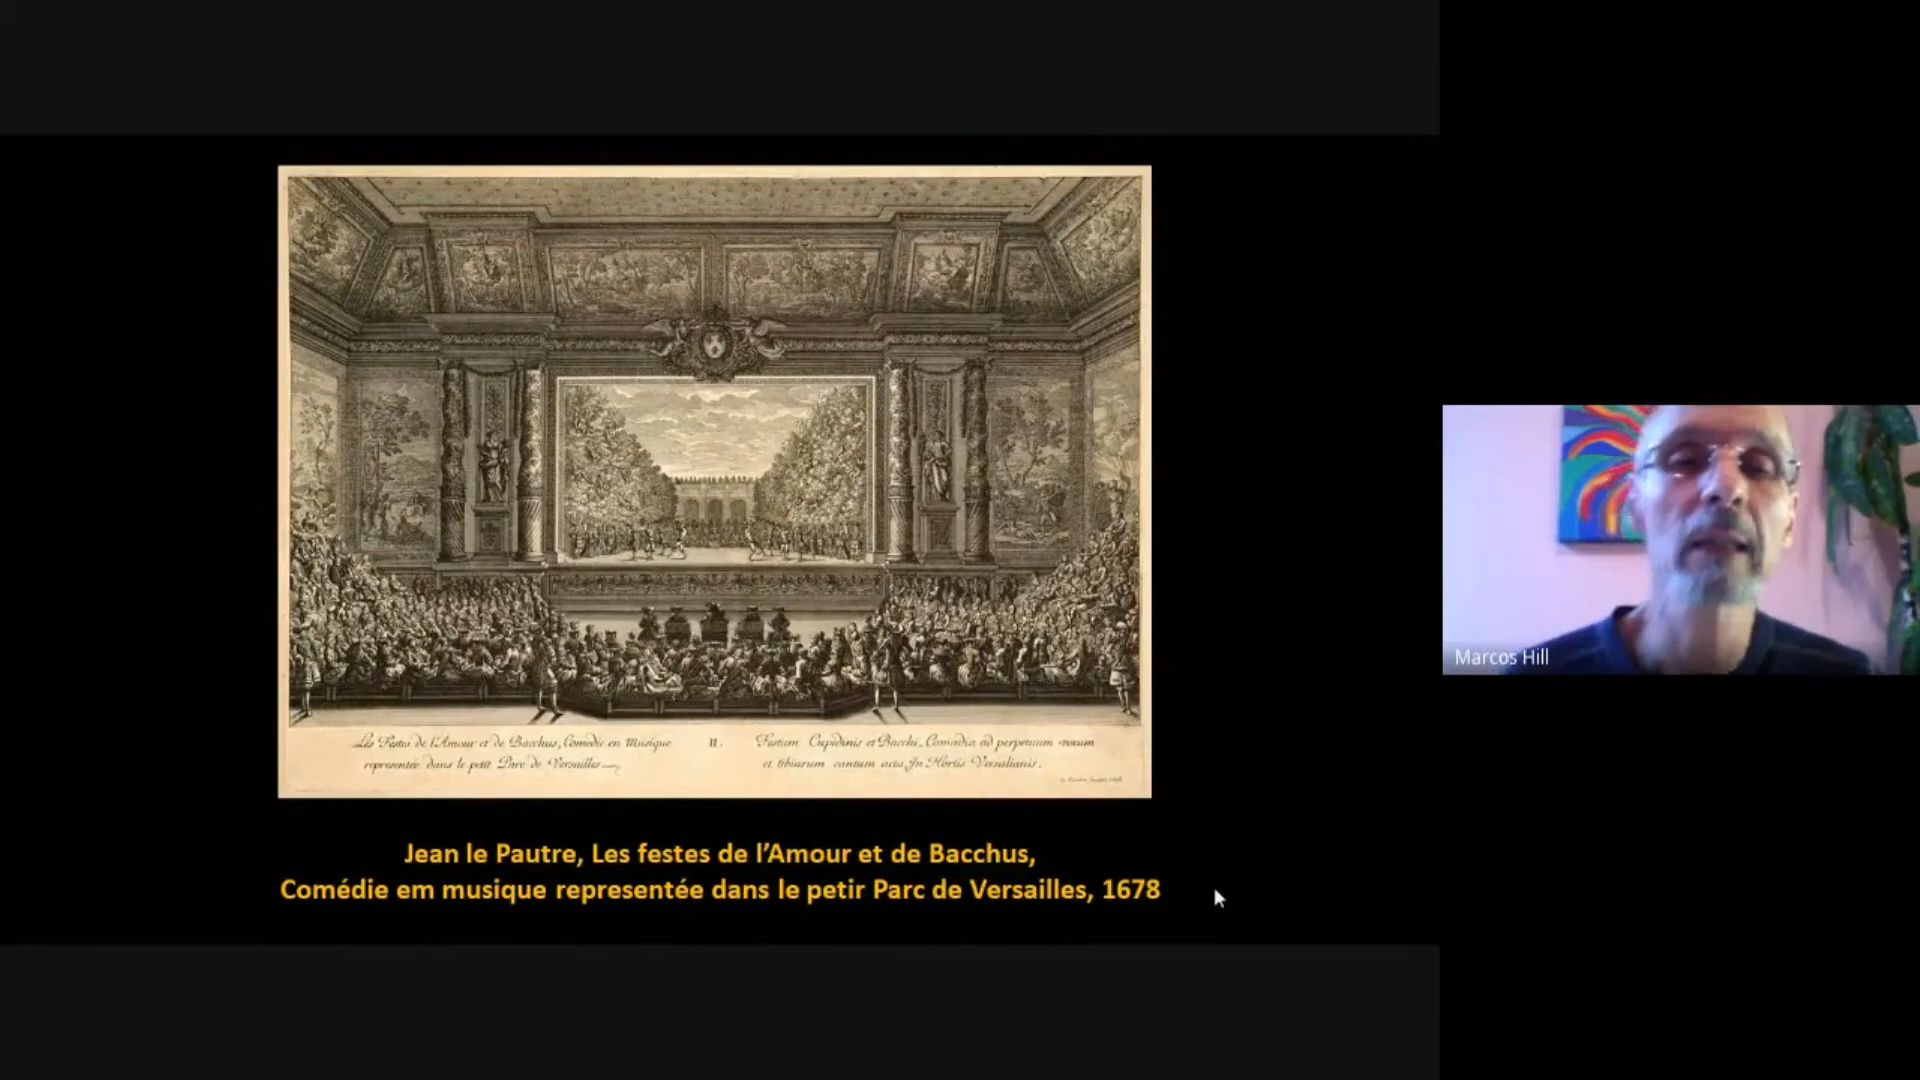 Les Festes de l'Amour et de Bacchus, Comedie en Musique
representée dans le petit Parc de Versailles
II.
Festum Cupidinis et Bacchi, Comœdia ad perpetuum vocum
et tibiarum cantum acta, In Hortis Versalianis.
Jean le Pautre, Les festes de l’Amour et de Bacchus,
Comédie em musique representée dans le petir Parc de Versailles, 1678
Marcos Hill